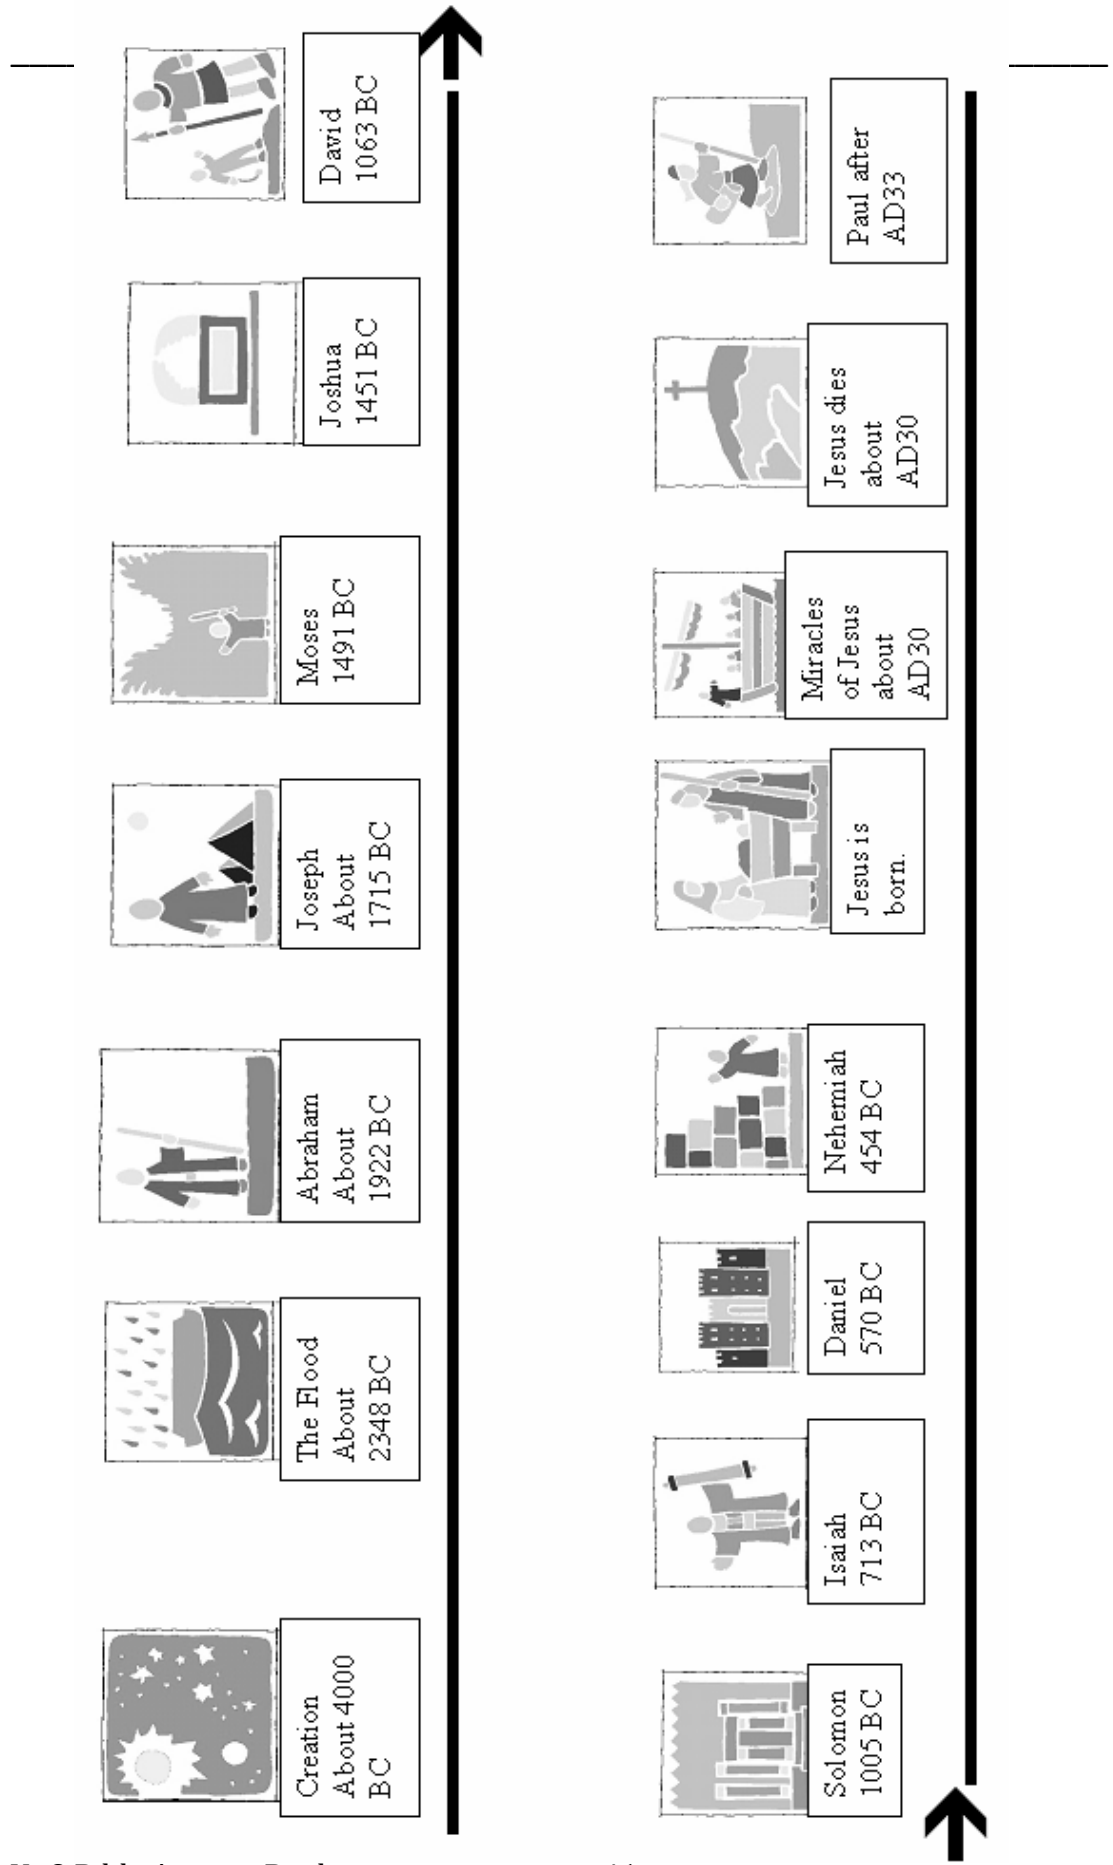 Creation
About 4000
BC
The Flood
About
2348 BC
Abraham
About
1922 BC
Joseph
About
1715 BC
Moses
1491 BC
Joshua
1451 BC
David
1063 BC
Solomon
1005 BC
Isaiah
713 BC
Daniel
570 BC
Nehemiah
454 BC
Jesus is
born.
Miracles
of Jesus
about
AD30
Jesus dies
about
AD30
Paul after
AD33